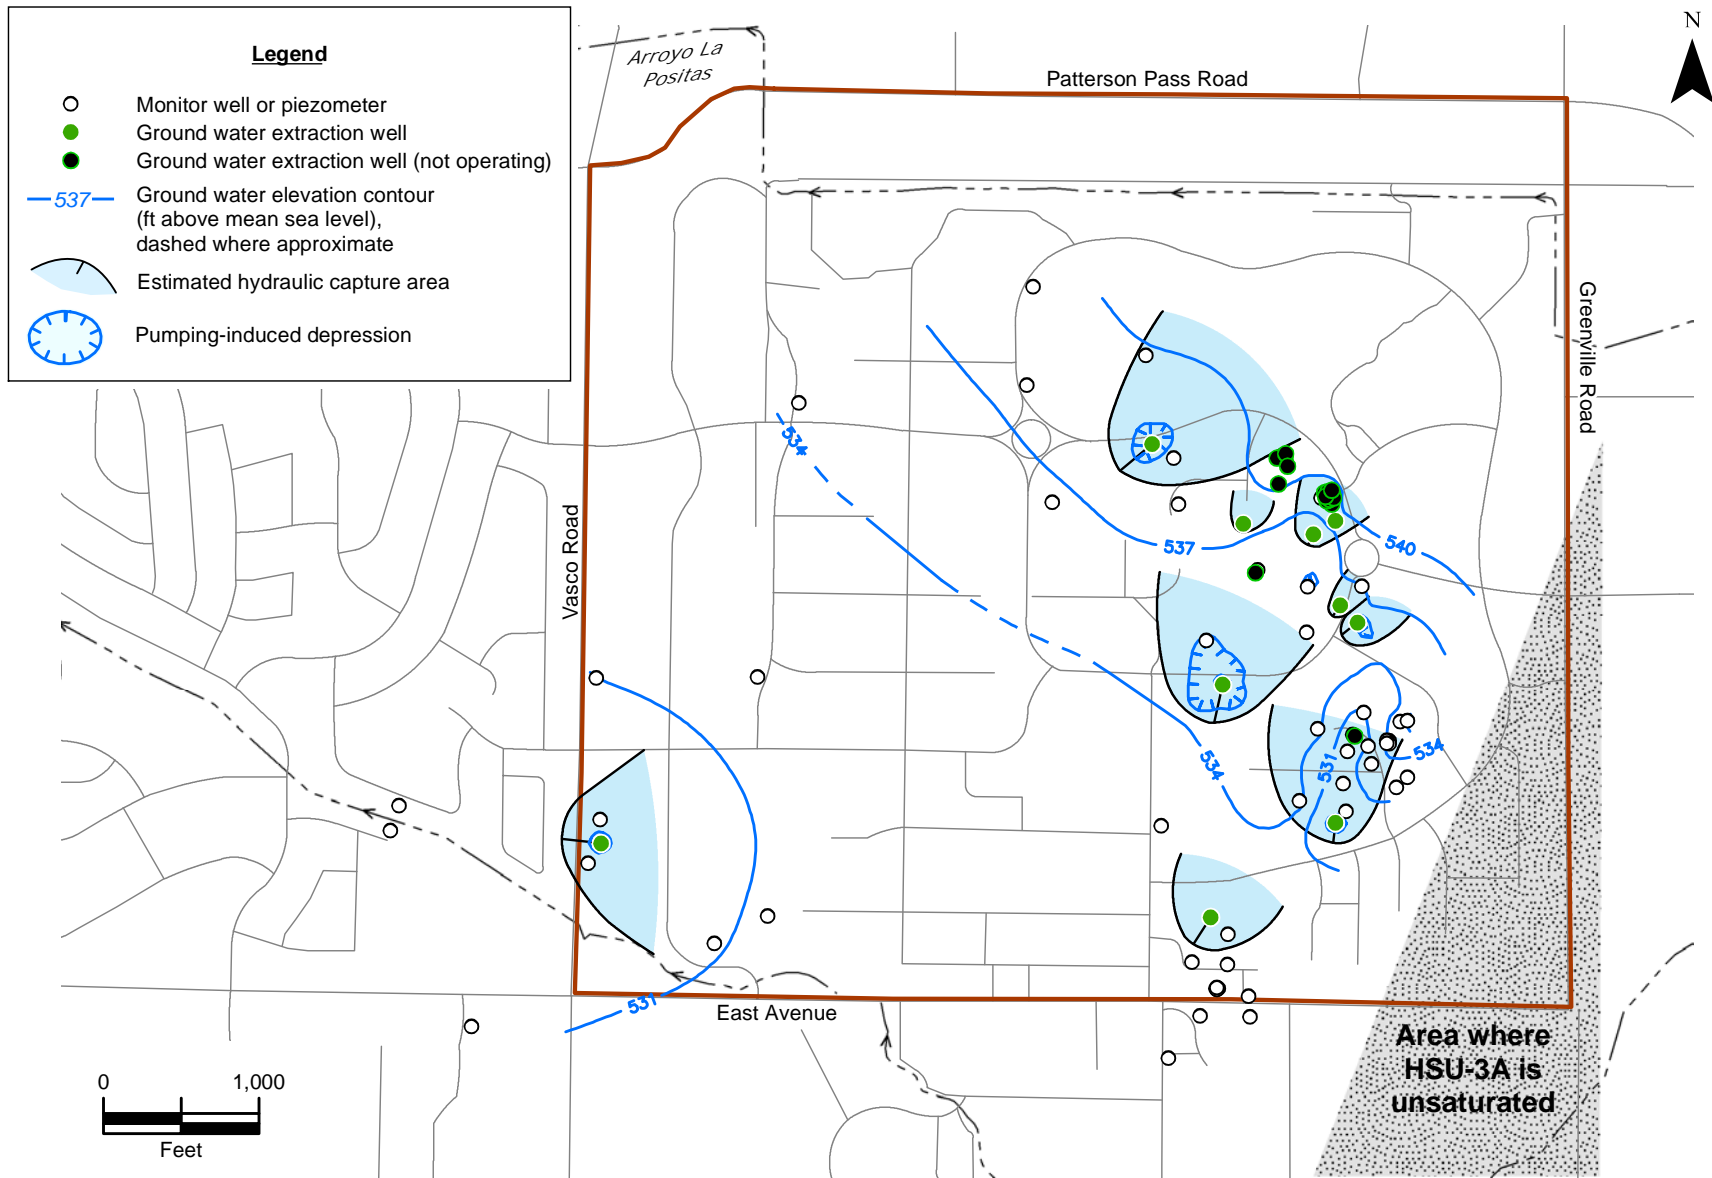 Legend
Monitor well or piezometer
Ground water extraction well
Ground water extraction well (not operating)
537
Ground water elevation contour
(ft above mean sea level),
dashed where approximate
Estimated hydraulic capture area
Pumping-induced depression
Arroyo La
Positas
Patterson Pass Road
N
Greenville Road
Vasco Road
534
537
540
534
531
534
531
East Avenue
Area where
HSU-3A is
unsaturated
0
1,000
Feet